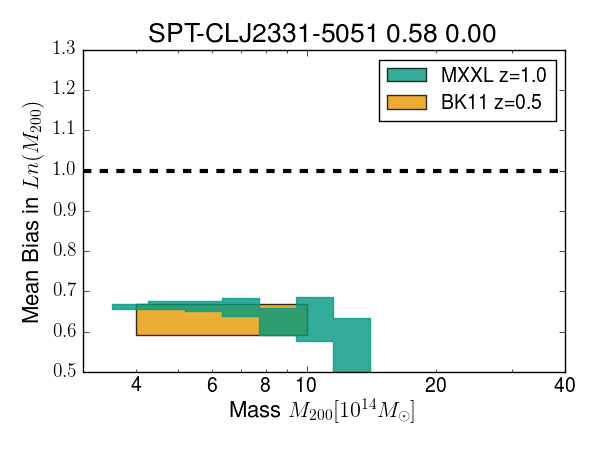 SPT-CLJ2331-5051 0.58 0.00
MXXL z=1.0
BK11 z=0.5
1.3
1.2
1.1
1.0
0.9
0.8
0.7
0.6
0.5
Mean Bias in Ln(M₂₀₀)
4 6 8 10 20 40
Mass M₂₀₀[10¹⁴M☉]